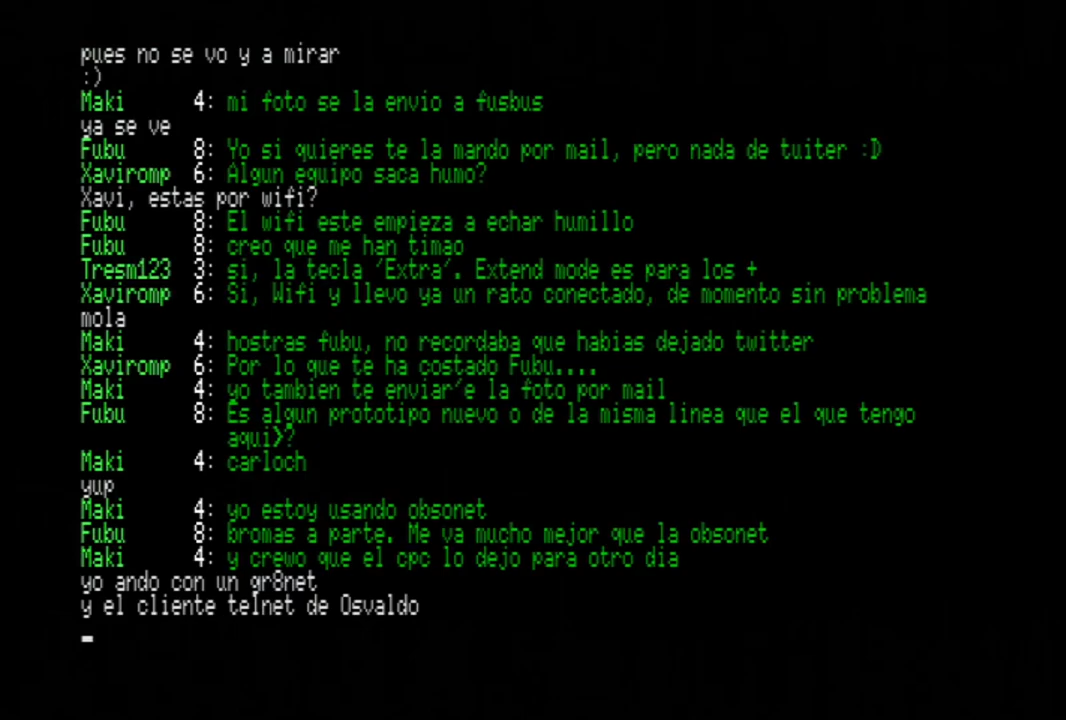 pues no se vo y a mirar
:)
Maki 4: mi foto se la envio a fusbus
ya se ve
Fubu 8: Yo si quieres te la mando por mail, pero nada de tuiter :D
Xaviromp 6: Algun equipo saca humo?
Xavi, estas por wifi?
Fubu 8: El wifi este empieza a echar humillo
Fubu 8: creo que me han timao
Tresm123 3: si, la tecla 'Extra'. Extend mode es para los +
Xaviromp 6: Si, Wifi y llevo ya un rato conectado, de momento sin problema
mola
Maki 4: hostras fubu, no recordaba que habias dejado twitter
Xaviromp 6: Por lo que te ha costado Fubu....
Maki 4: yo tambien te enviar'e la foto por mail
Fubu 8: Es algun prototipo nuevo o de la misma linea que el que tengo
aqui>?
Maki 4: carloch
yup
Maki 4: yo estoy usando obsonet
Fubu 8: bromas a parte. Me va mucho mejor que la obsonet
Maki 4: y crewo que el cpc lo dejo para otro dia
yo ando con un gr8net
y el cliente telnet de Osvaldo